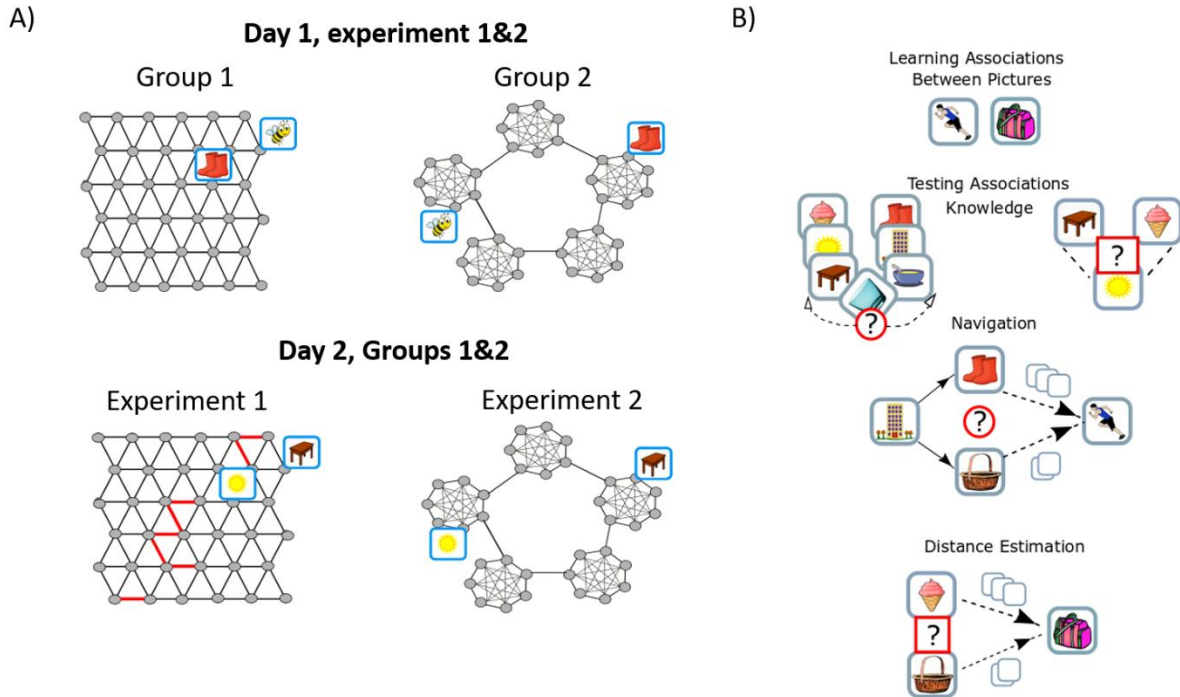 A)
Day 1, experiment 1&2
Group 1
Group 2
Day 2, Groups 1&2
Experiment 1
Experiment 2
B)
Learning Associations
Between Pictures
Testing Associations
Knowledge
?
?
Navigation
?
Distance Estimation
?